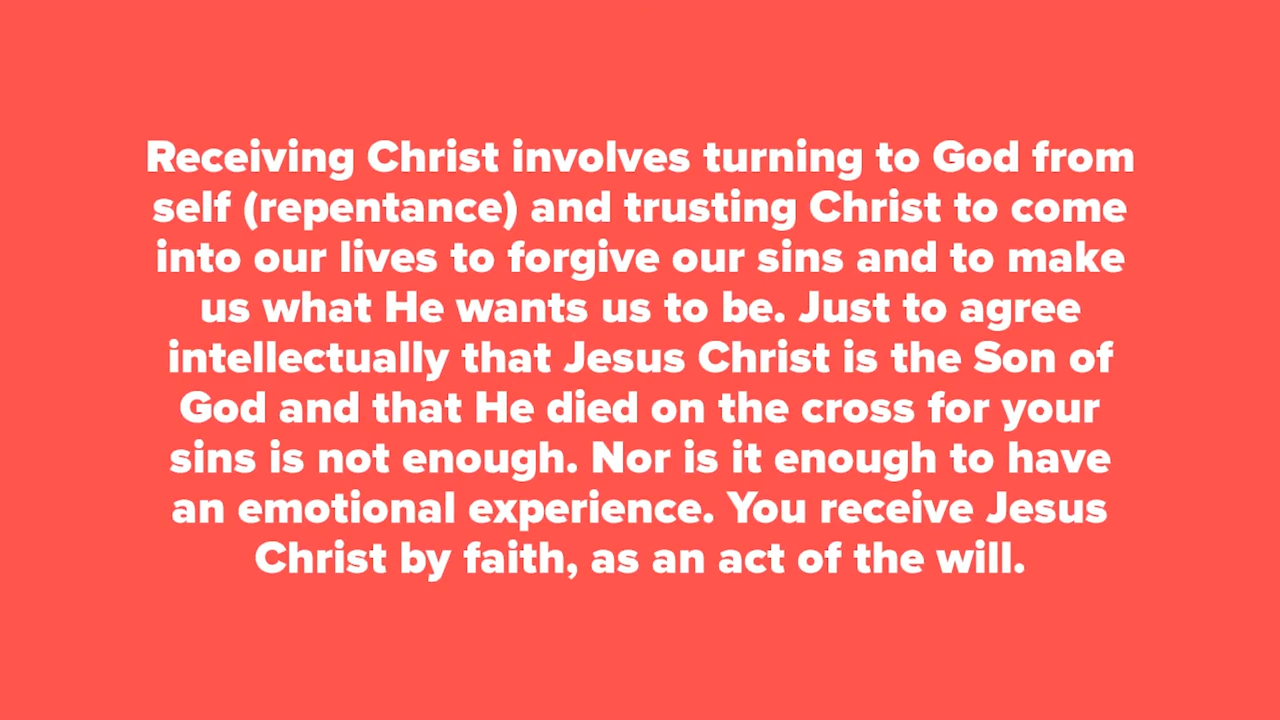 Receiving Christ involves turning to God from
self (repentance) and trusting Christ to come
into our lives to forgive our sins and to make
us what He wants us to be. Just to agree
intellectually that Jesus Christ is the Son of
God and that He died on the cross for your
sins is not enough. Nor is it enough to have
an emotional experience. You receive Jesus
Christ by faith, as an act of the will.